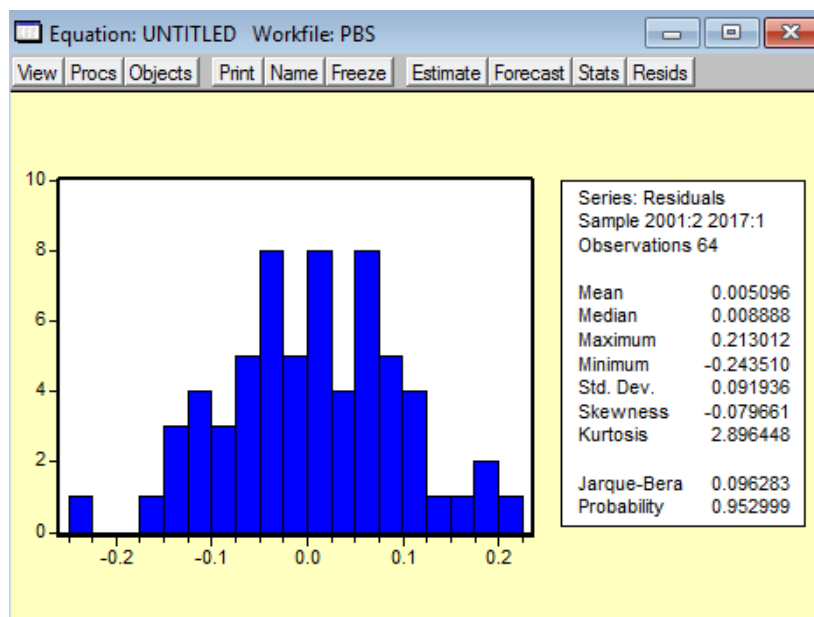 Equation: UNTITLED Workfile: PBS
View Procs Objects Print Name Freeze Estimate Forecast Stats Resids
10
8
6
4
2
0
-0.2 -0.1 0.0 0.1 0.2
Series: Residuals
Sample 2001:2 2017:1
Observations 64
Mean 0.005096
Median 0.008888
Maximum 0.213012
Minimum -0.243510
Std. Dev. 0.091936
Skewness -0.079661
Kurtosis 2.896448
Jarque-Bera 0.096283
Probability 0.952999